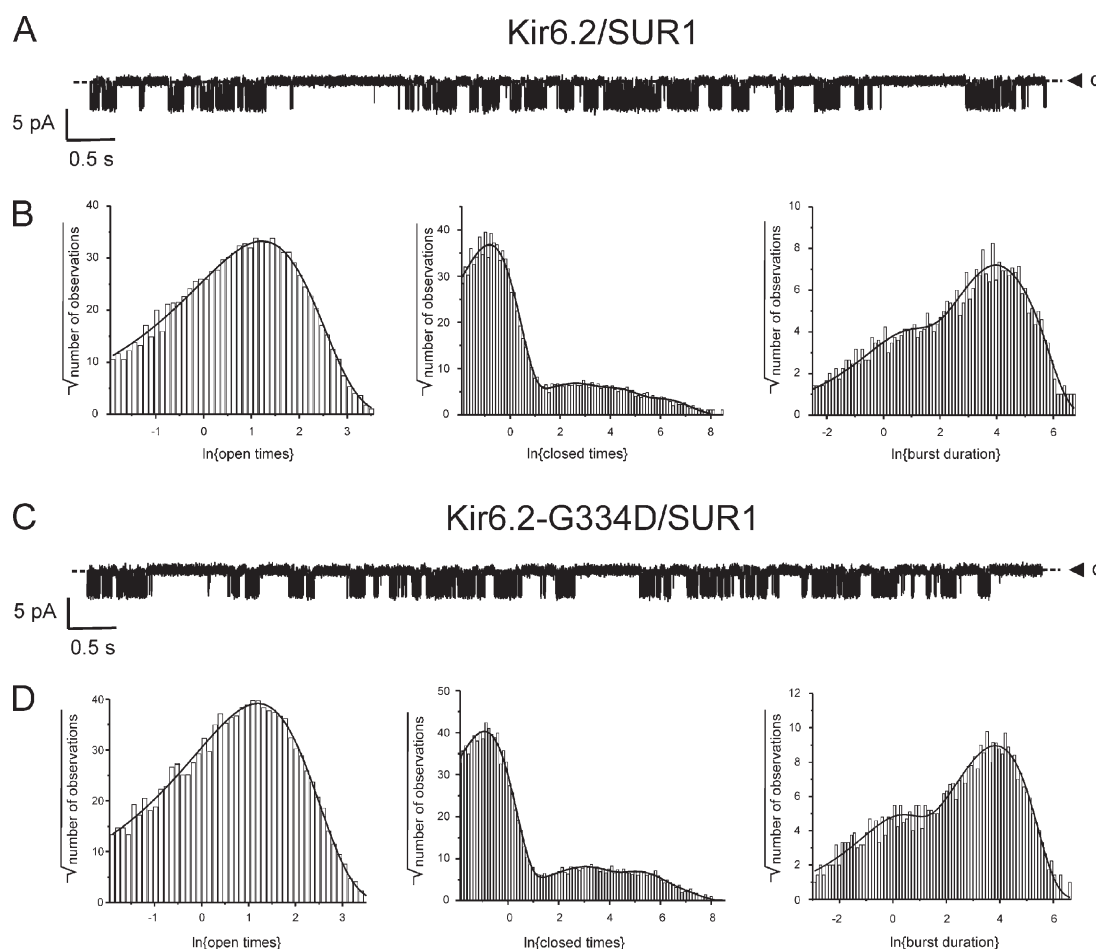 A
Kir6.2/SUR1
5 pA
0.5 s
B
40
30
20
10
0
√number of observations
-1 0 1 2 3
ln{open times}
40
30
20
10
0
√number of observations
0 2 4 6 8
ln{closed times}
10
8
6
4
2
0
√number of observations
-2 0 2 4 6
ln{burst duration}
C
Kir6.2-G334D/SUR1
5 pA
0.5 s
D
40
30
20
10
0
√number of observations
-1 0 1 2 3
ln{open times}
50
40
30
20
10
0
√number of observations
0 2 4 6 8
ln{closed times}
12
10
8
6
4
2
0
√number of observations
-2 0 2 4 6
ln{burst duration}